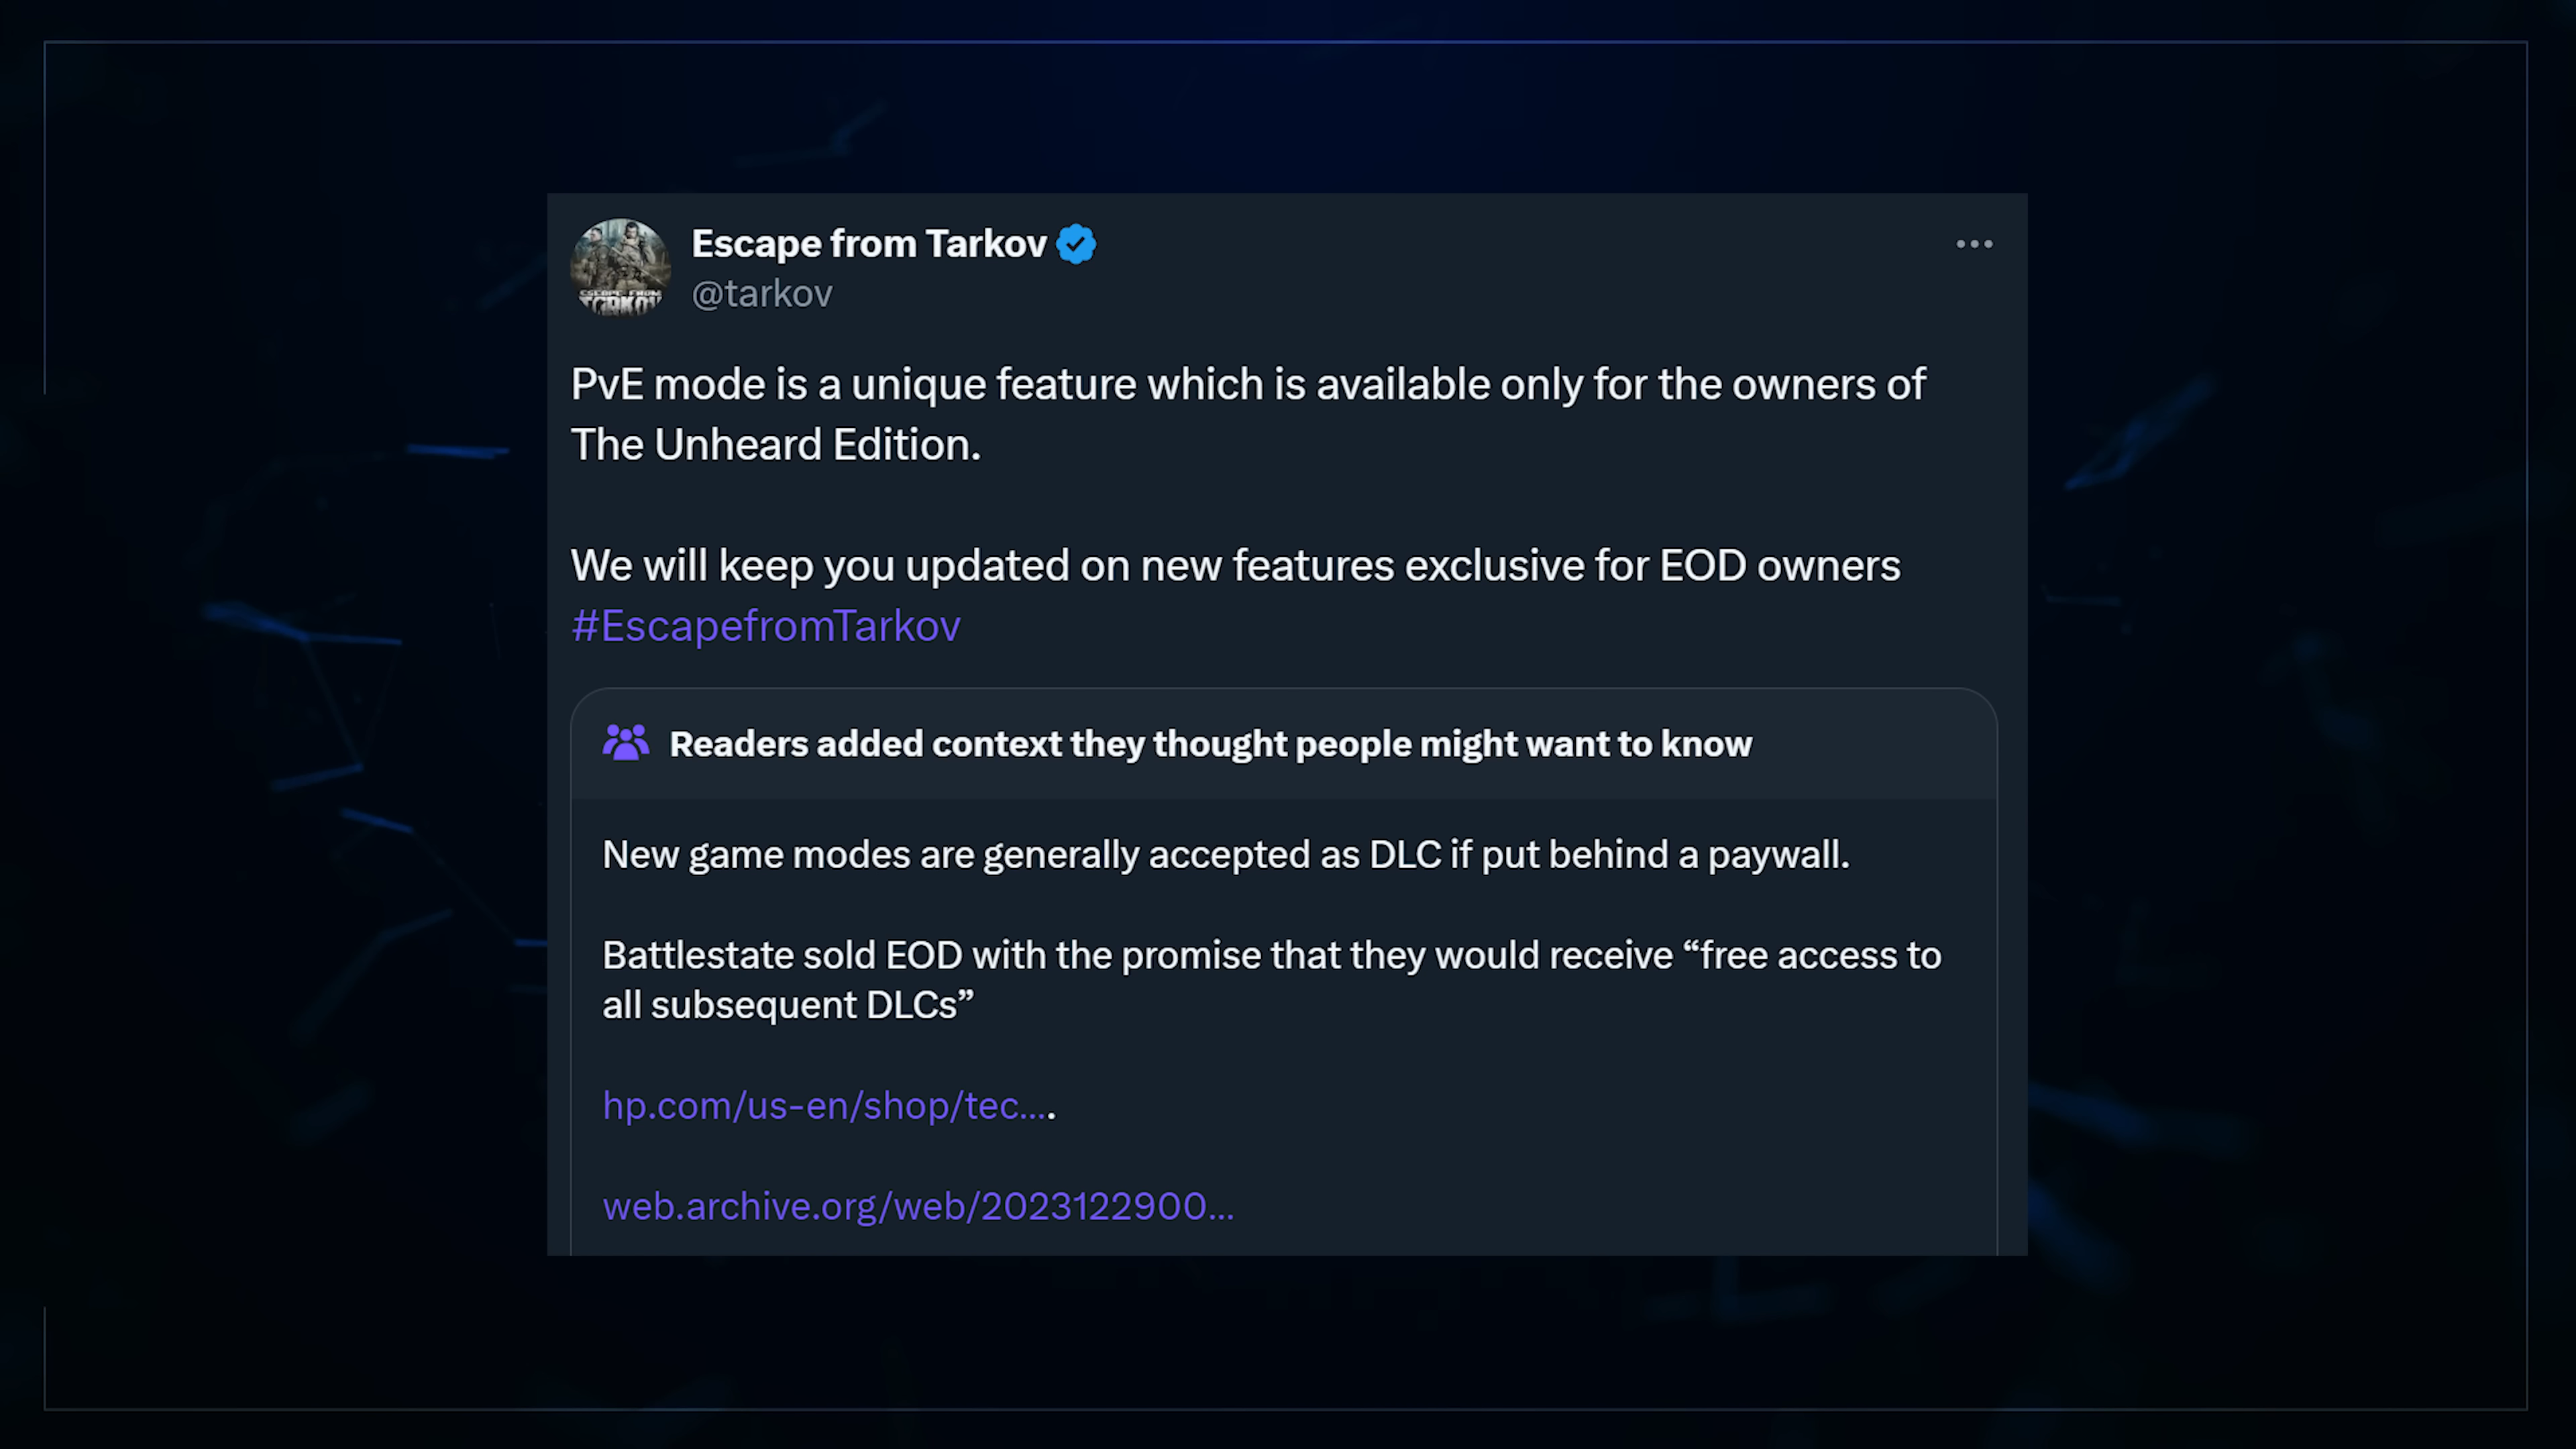 Escape from Tarkov
@tarkov
PvE mode is a unique feature which is available only for the owners of
The Unheard Edition.
We will keep you updated on new features exclusive for EOD owners
#EscapefromTarkov
Readers added context they thought people might want to know
New game modes are generally accepted as DLC if put behind a paywall.
Battlestate sold EOD with the promise that they would receive “free access to
all subsequent DLCs”
hp.com/us-en/shop/tec....
web.archive.org/web/2023122900...
ESCAPE FROM
TARKOV